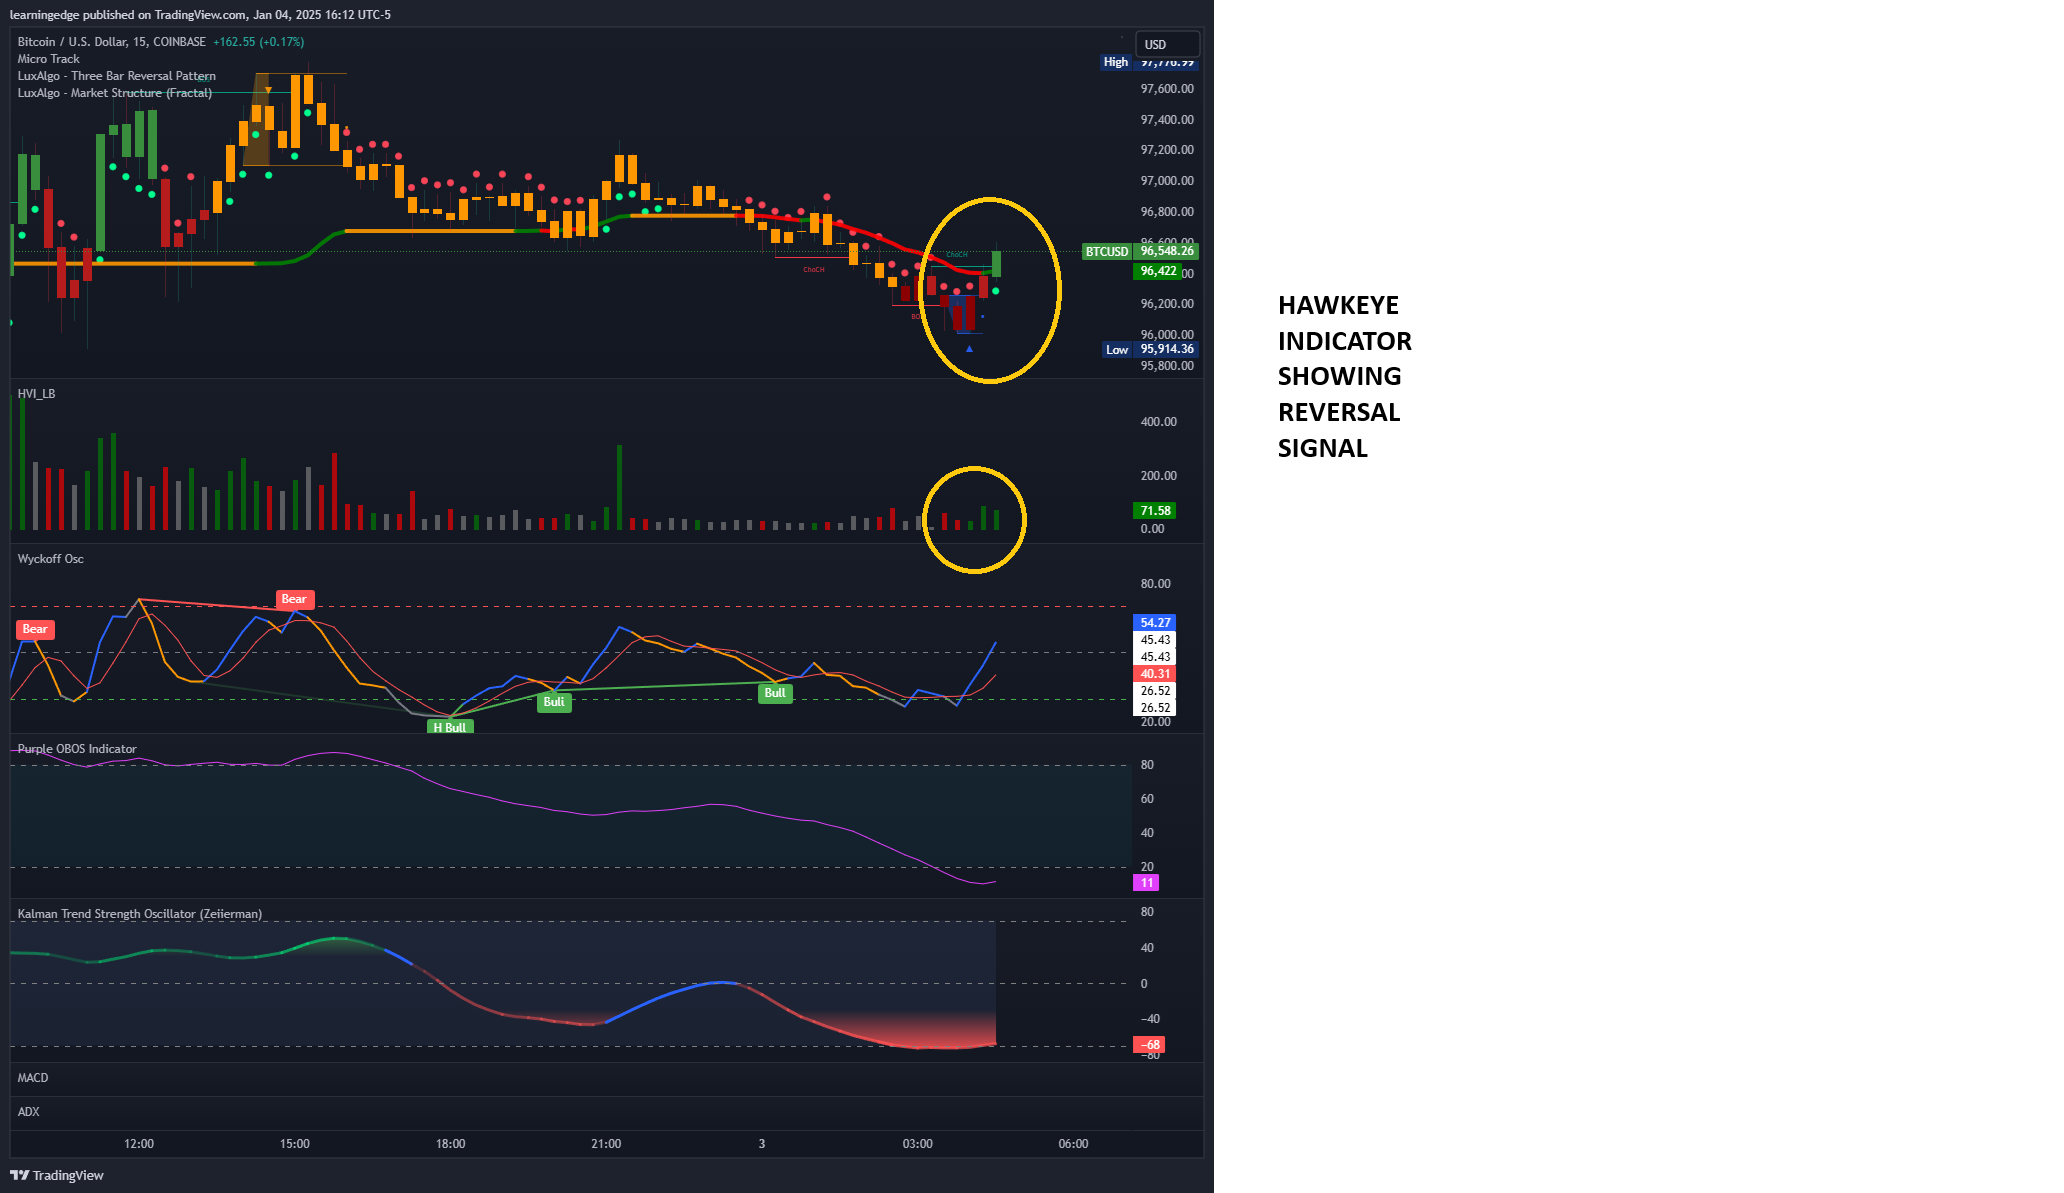 learningedge published on TradingView.com, Jan 04, 2025 16:12 UTC-5
Bitcoin / U.S. Dollar, 15, COINBASE +162.55 (+0.17%)
USD
Micro Track
High 97,776.99
LuxAlgo - Three Bar Reversal Pattern
LuxAlgo - Market Structure (Fractal)
97,600.00
97,400.00
97,200.00
97,000.00
96,800.00
96,600.00
ChoCH
BTCUSD 96,548.26
96,422
ChoCH
96,200.00
96,000.00
Low 95,914.36
95,800.00
HAWKEYE
INDICATOR
SHOWING
REVERSAL
SIGNAL
HVI_LB
400.00
200.00
71.58
0.00
Wyckoff Osc
80.00
Bear
Bear
54.27
45.43
45.43
40.31
26.52
26.52
20.00
Bull
Bull
H Bull
Purple OBOS Indicator
80
60
40
20
11
Kalman Trend Strength Oscillator (Zeiierman)
80
40
0
−40
−68
−80
MACD
ADX
12:00 15:00 18:00 21:00 3 03:00 06:00
TradingView